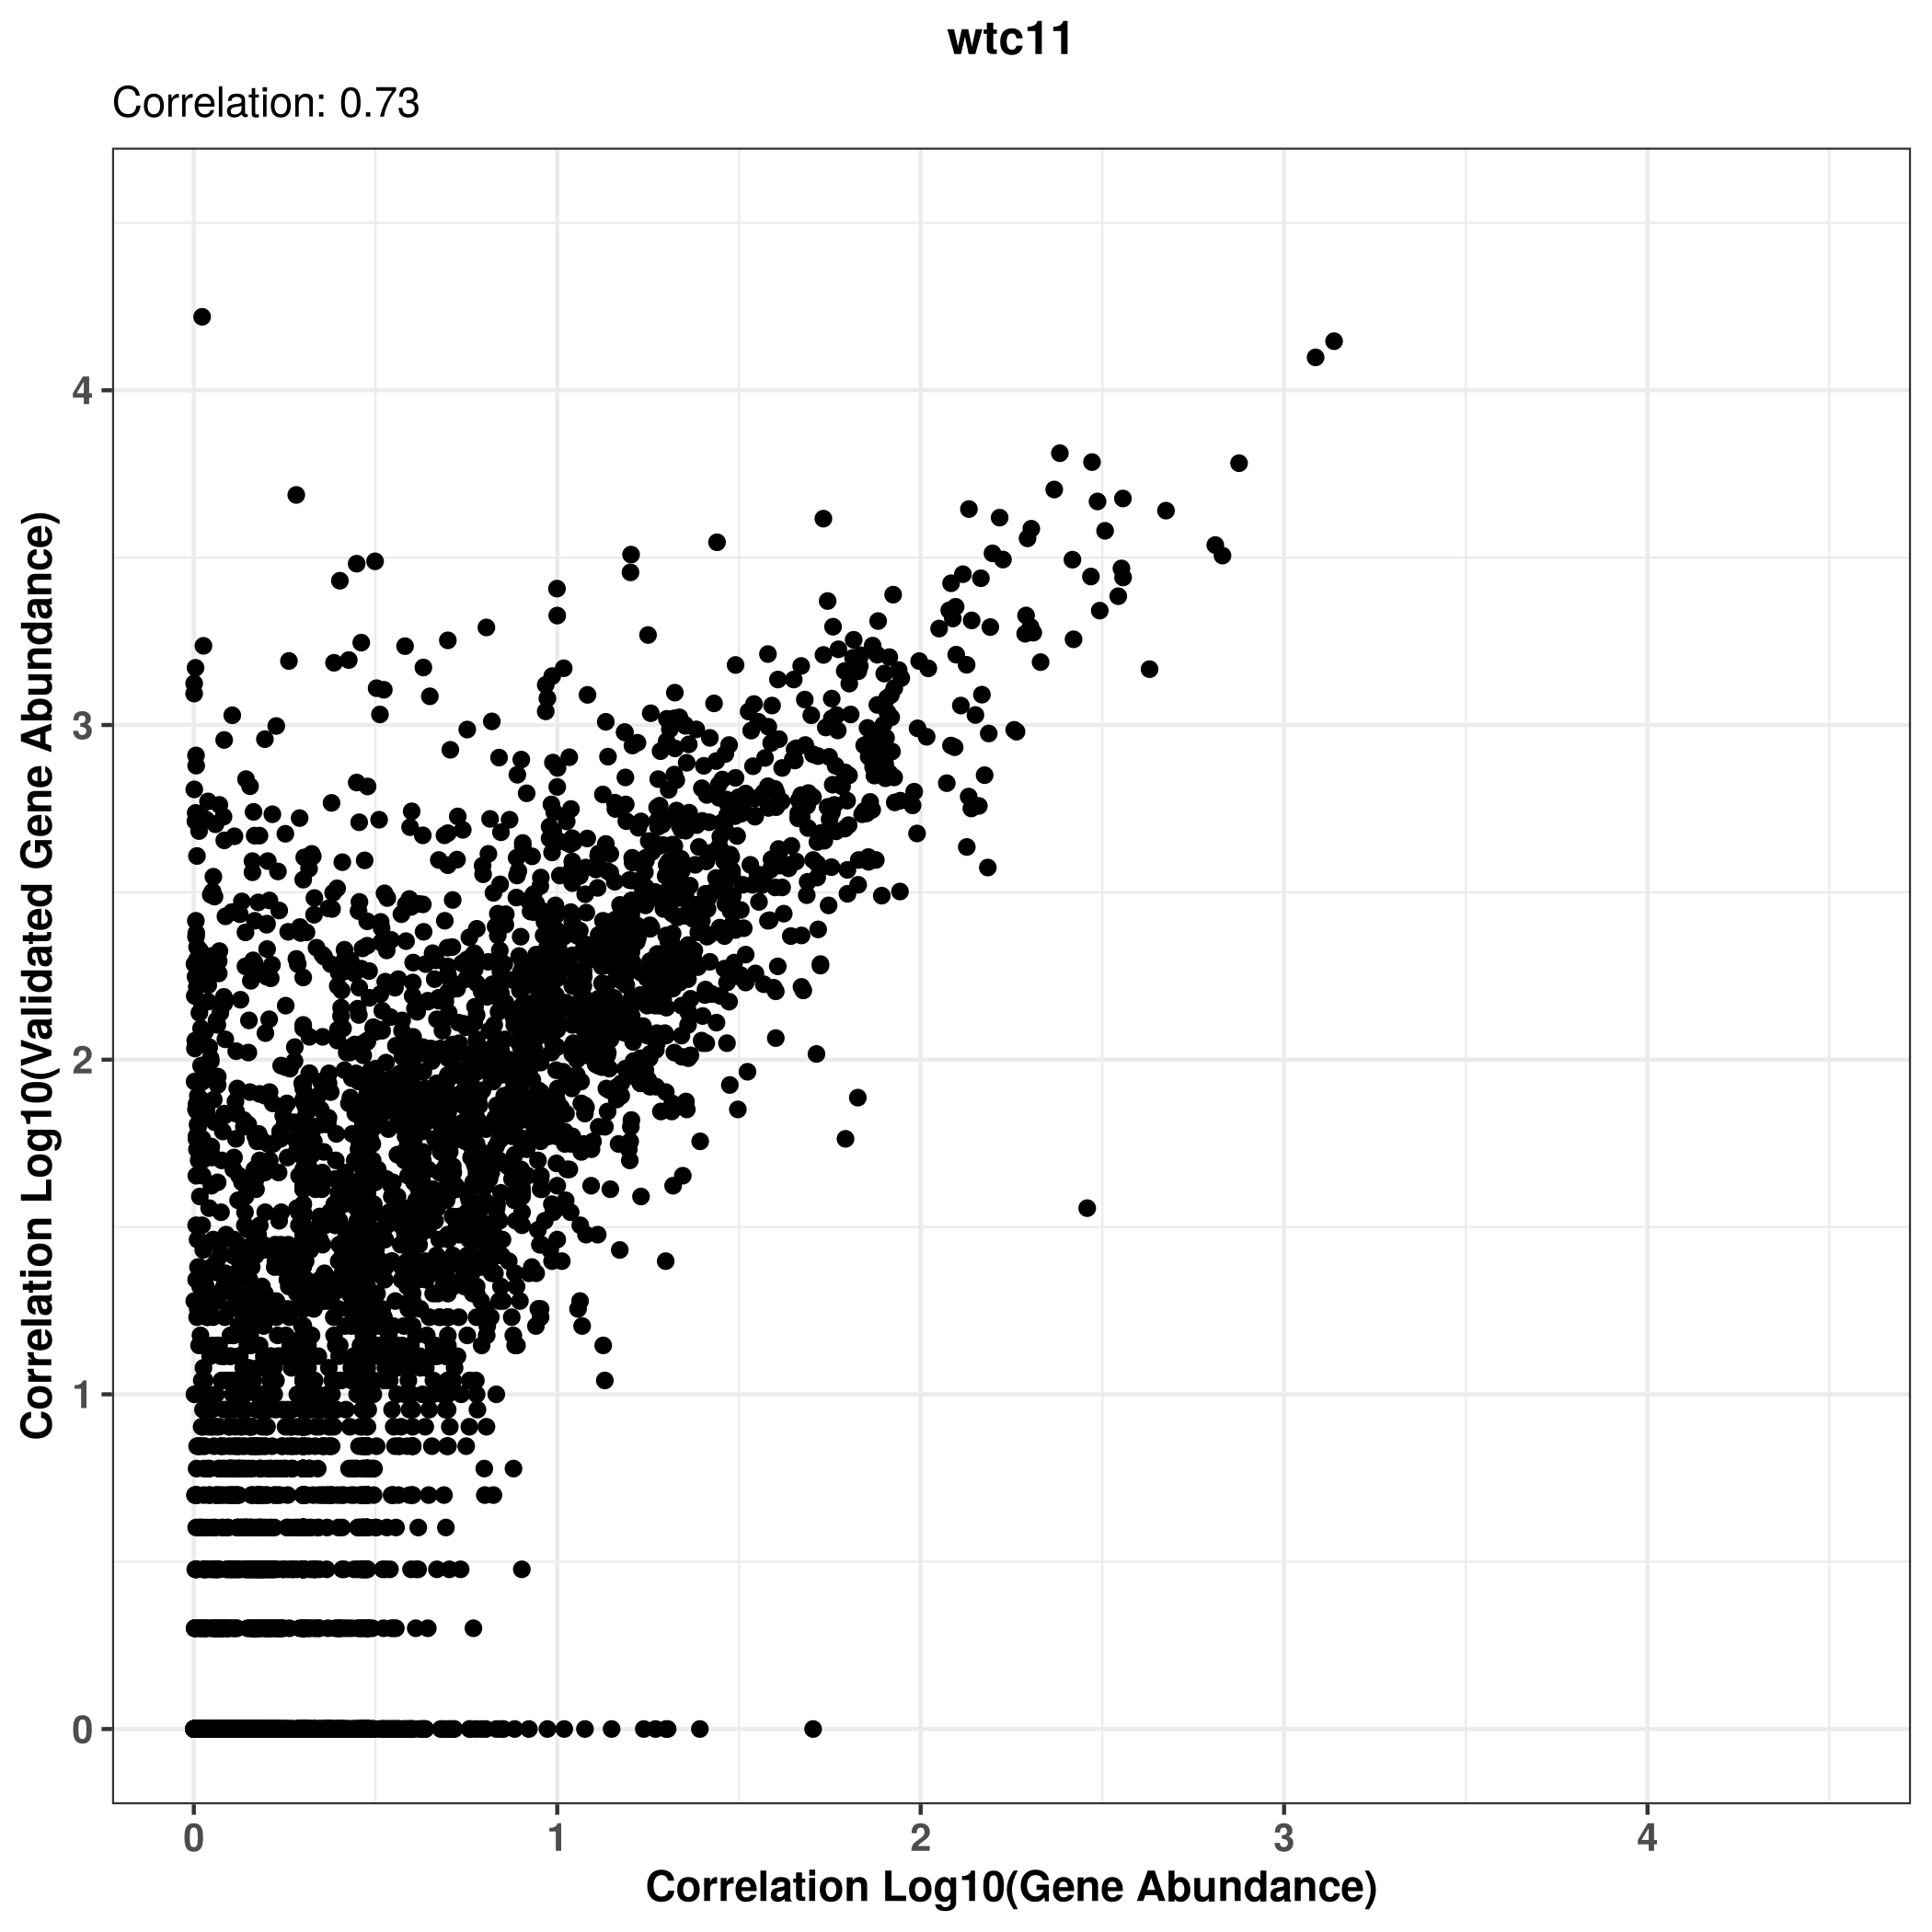 wtc11
Correlation: 0.73
Correlation Log10(Validated Gene Abundance)
4
3
2
1
0
0 1 2 3 4
Correlation Log10(Gene Abundance)